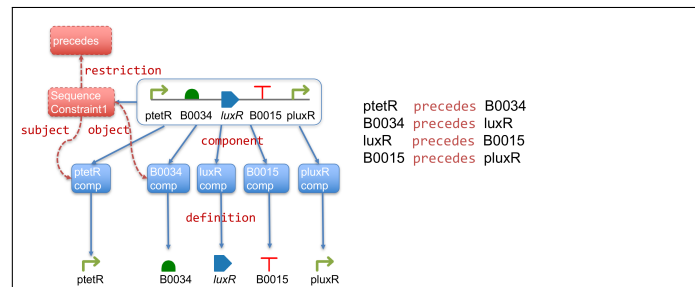 precedes
restriction
Sequence
Constraint1
ptetR B0034 luxR B0015 pluxR
subject object
component
ptetR
comp
B0034
comp
luxR
comp
B0015
comp
pluxR
comp
definition
ptetR B0034 luxR B0015 pluxR
ptetR precedes B0034
B0034 precedes luxR
luxR precedes B0015
B0015 precedes pluxR